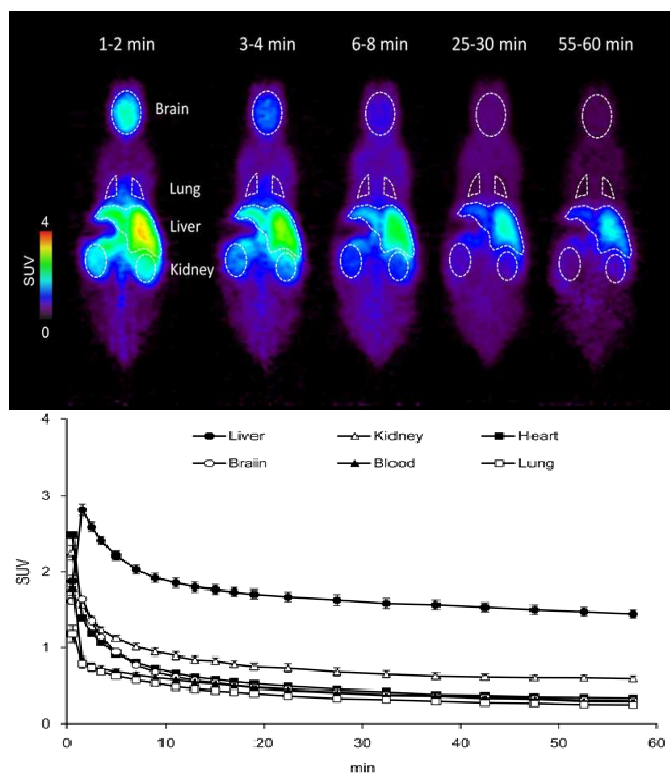 1-2 min 3-4 min 6-8 min 25-30 min 55-60 min
Brain
Lung
Liver
Kidney
4
SUV
0
4
Liver Kidney Heart
Braiin Blood Lung
3
2
SUV
1
0
0 10 20 30 40 50 60
min